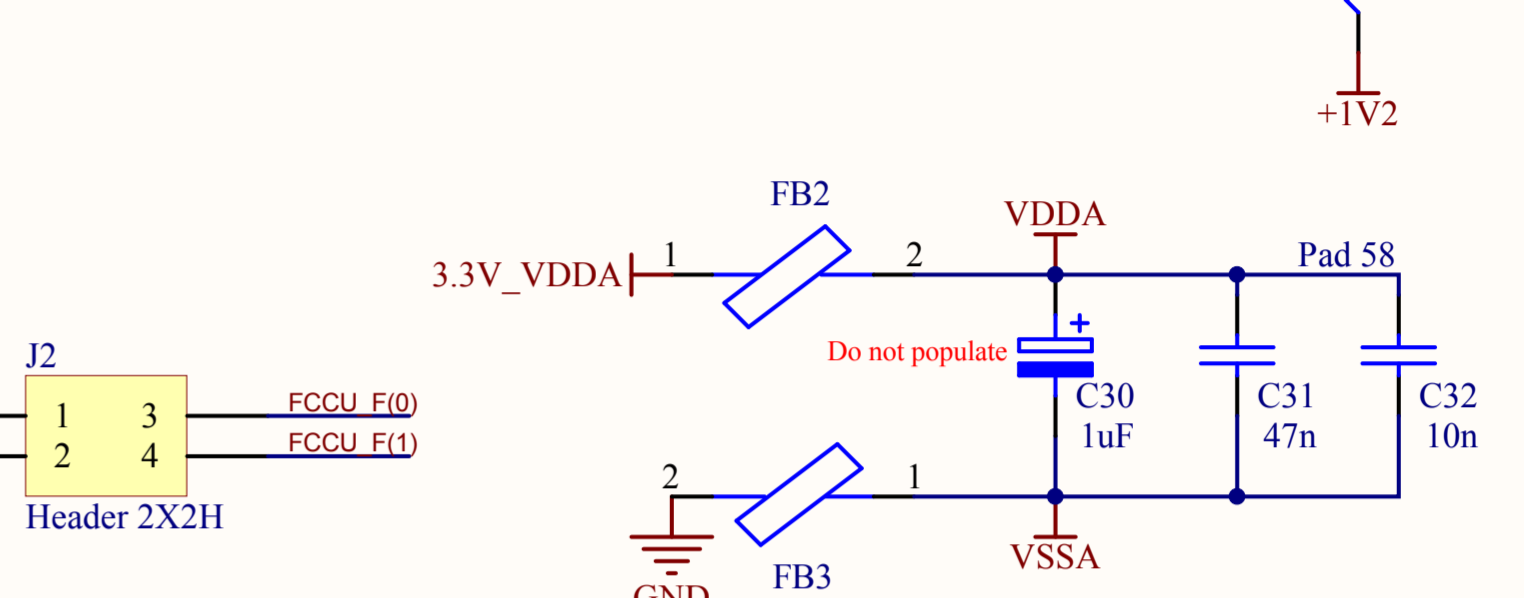 +1V2
FB2
VDDA
3.3V_VDDA
1
2
Pad 58
Do not populate
+
C30
1uF
C31
47n
C32
10n
J2
1
3
FCCU_F(0)
2
4
FCCU_F(1)
Header 2X2H
2
1
FB3
VSSA
GND